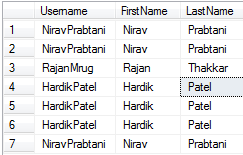 Username FirstName LastName
1 NiravPrabtani Nirav Prabtani
2 NiravPrabtani Nirav Prabtani
3 RajanMrug Rajan Thakkar
4 HardikPatel Hardik Patel
5 HardikPatel Hardik Patel
6 HardikPatel Hardik Patel
7 NiravPrabtani Nirav Prabtani